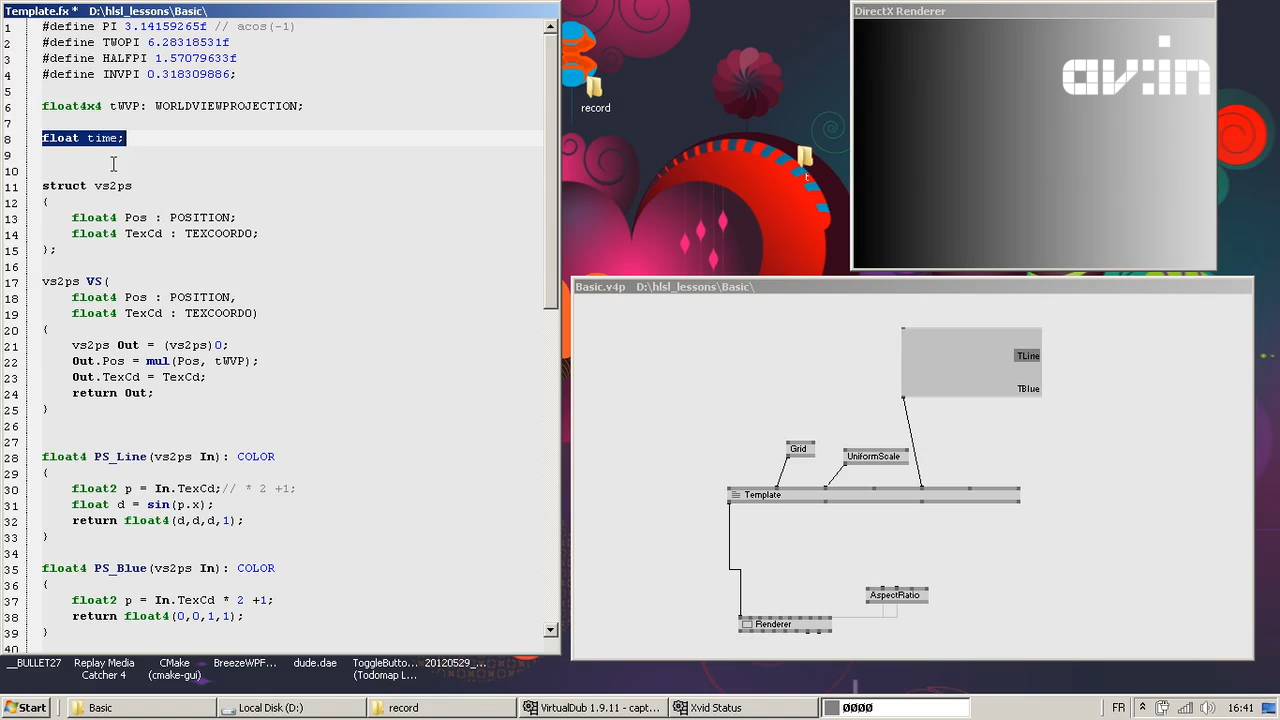 Template.fx * D:\hlsl_lessons\Basic\
1 #define PI 3.14159265f // acos(-1)
2 #define TWOPI 6.28318531f
3 #define HALFPI 1.57079633f
4 #define INVPI 0.318309886;
5
6 float4x4 tWVP: WORLDVIEWPROJECTION;
7
8 float time;
9
10
11 struct vs2ps
12 {
13 float4 Pos : POSITION;
14 float4 TexCd : TEXCOORD0;
15 };
16
17 vs2ps VS(
18 float4 Pos : POSITION,
19 float4 TexCd : TEXCOORD0)
20 {
21 vs2ps Out = (vs2ps)0;
22 Out.Pos = mul(Pos, tWVP);
23 Out.TexCd = TexCd;
24 return Out;
25 }
26
27
28 float4 PS_Line(vs2ps In): COLOR
29 {
30 float2 p = In.TexCd;// * 2 +1;
31 float d = sin(p.x);
32 return float4(d,d,d,1);
33 }
34
35 float4 PS_Blue(vs2ps In): COLOR
36 {
37 float2 p = In.TexCd * 2 +1;
38 return float4(0,0,1,1);
39 }
40
record
t
DirectX Renderer
av:in
Basic.v4p D:\hlsl_lessons\Basic\
TLine
TBlue
Grid
UniformScale
Template
AspectRatio
Renderer
__BULLET27
Replay Media
Catcher 4
CMake
(cmake-gui)
BreezeVMP...
dude.dae
ToggleButto...
(Todomap L...
20120529_...
Start
Basic
Local Disk (D:)
record
VirtualDub 1.9.11 - capt...
Xvid Status
0000
FR
16:41